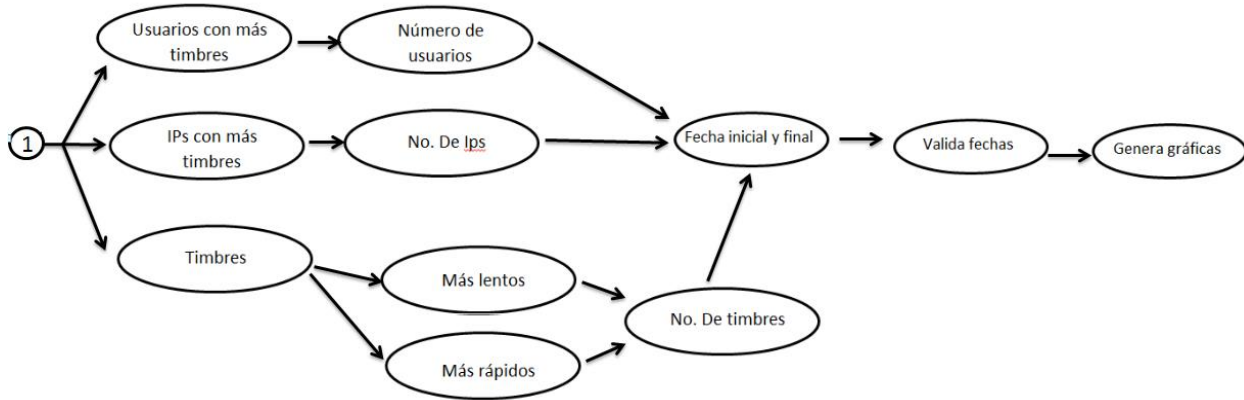 Usuarios con más
timbres
Número de
usuarios
1
IPs con más
timbres
No. De Ips
Fecha inicial y final
Valida fechas
Genera gráficas
Timbres
Más lentos
No. De timbres
Más rápidos